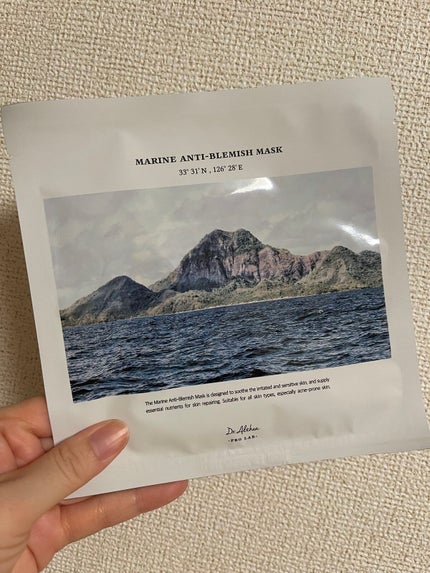 MARINE ANTI-BLEMISH MASK
33° 31' N , 126° 28' E
The Marine Anti-Blemish Mask is designed to soothe the irritated and sensitive skin, and supply
essential nutrients for skin repairing. Suitable for all skin types, especially acne-prone skin.
Dr. Althea
- PRO LAB -